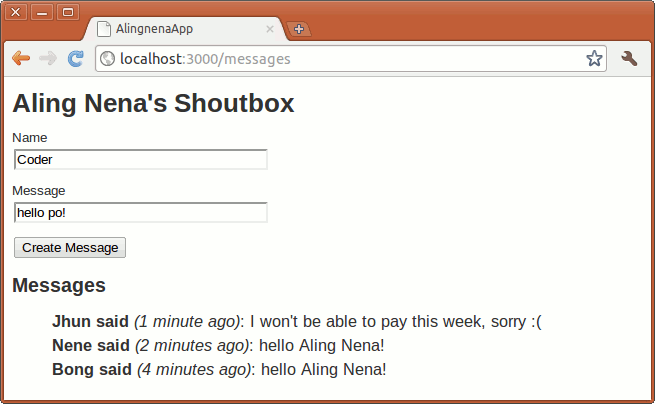 AlingnenaApp
localhost:3000/messages
Aling Nena's Shoutbox
Name
Coder
Message
hello po!
Create Message
Messages
Jhun said (1 minute ago): I won't be able to pay this week, sorry :(
Nene said (2 minutes ago): hello Aling Nena!
Bong said (4 minutes ago): hello Aling Nena!